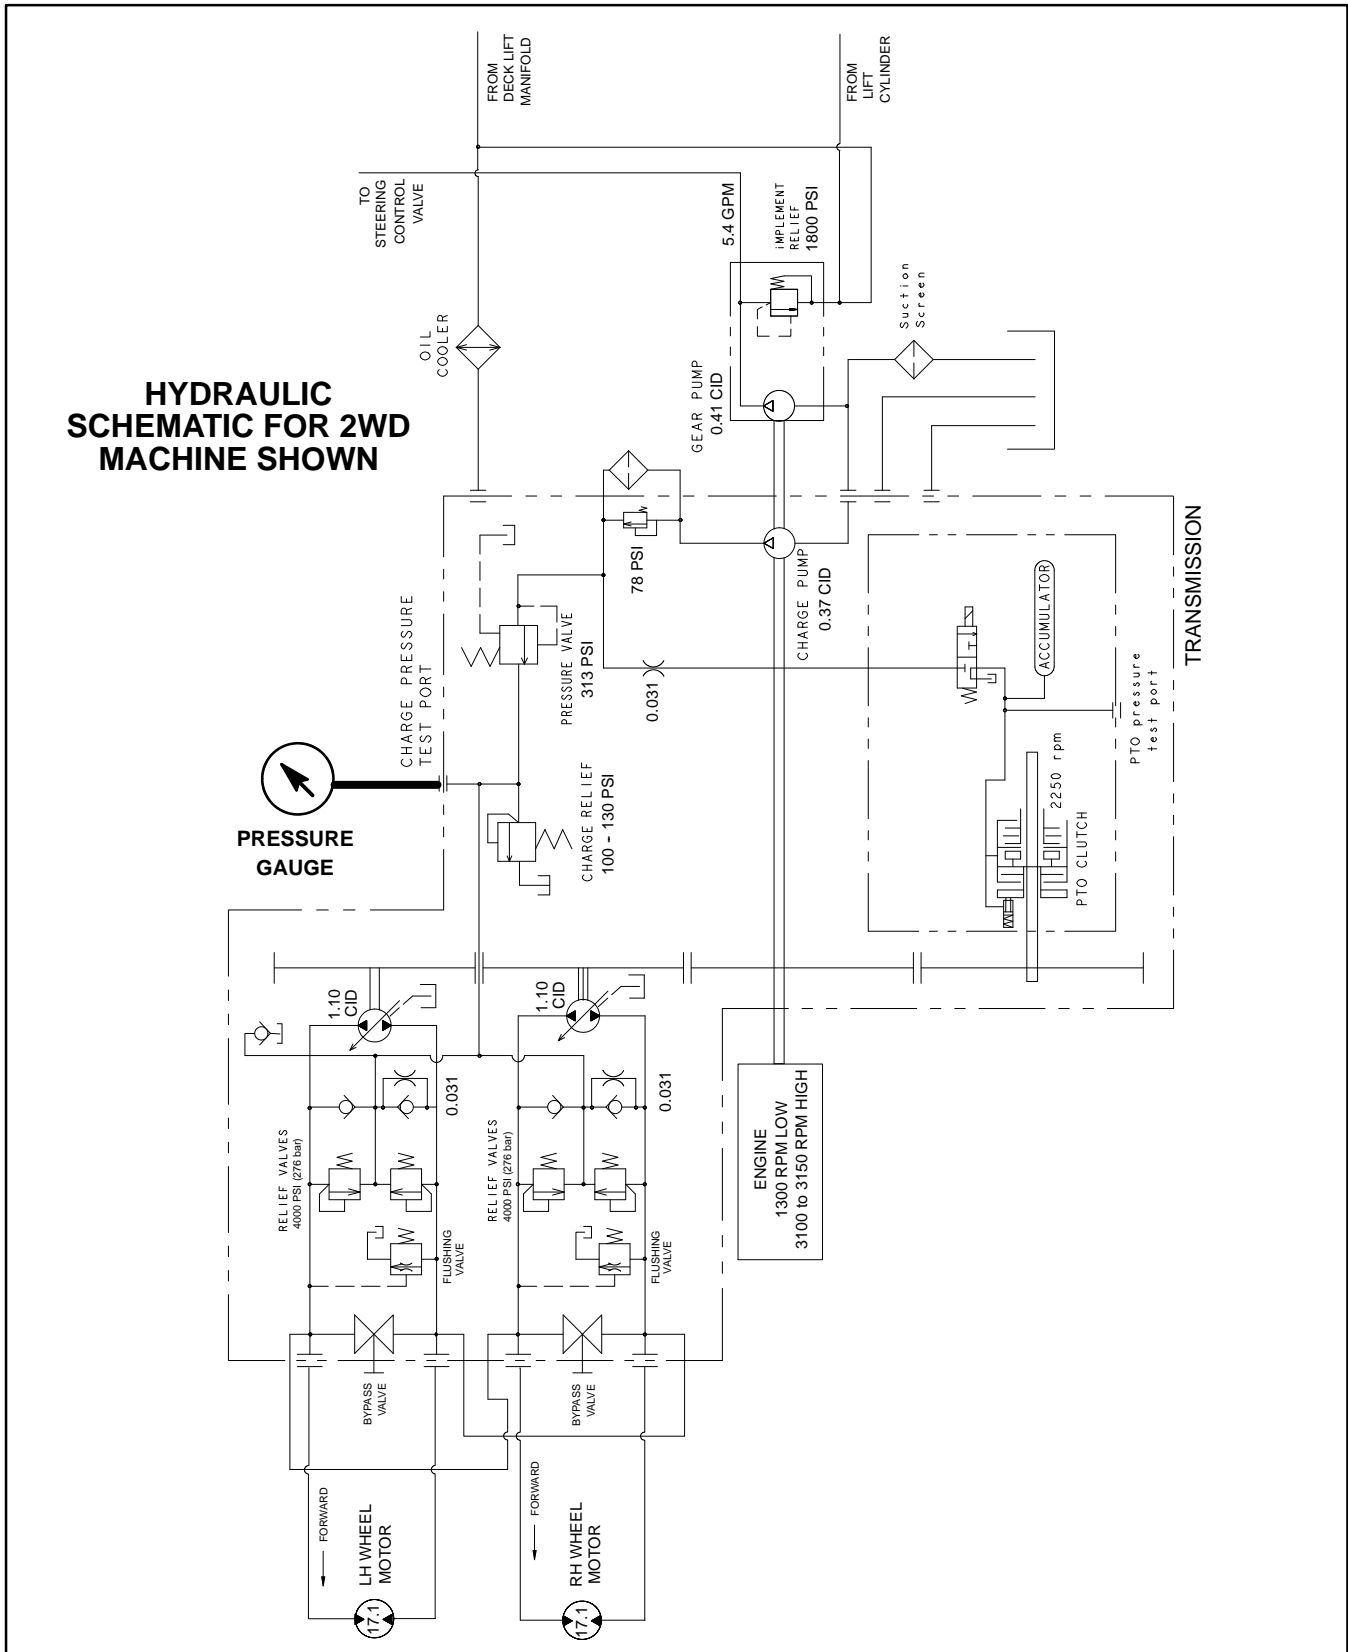 HYDRAULIC
SCHEMATIC FOR 2WD
MACHINE SHOWN
FROM
DECK LIFT
MANIFOLD
FROM
LIFT
CYLINDER
TO
STEERING
CONTROL
VALVE
OIL
COOLER
5.4 GPM
iMPLEMENT
RELIEF
1800 PSI
Suction
Screen
GEAR PUMP
0.41 CID
78 PSI
CHARGE PUMP
0.37 CID
CHARGE PRESSURE
TEST PORT
PRESSURE VALVE
313 PSI
0.031
PRESSURE
GAUGE
CHARGE RELIEF
100 - 130 PSI
ACCUMULATOR
TRANSMISSION
PTO pressure
test port
2250 rpm
PTO CLUTCH
1.10
CID
1.10
CID
0.031
0.031
RELIEF VALVES
4000 PSI (276 bar)
RELIEF VALVES
4000 PSI (276 bar)
FLUSHING
VALVE
FLUSHING
VALVE
ENGINE
1300 RPM LOW
3100 to 3150 RPM HIGH
BYPASS
VALVE
BYPASS
VALVE
FORWARD
FORWARD
LH WHEEL
MOTOR
RH WHEEL
MOTOR
17.1
17.1